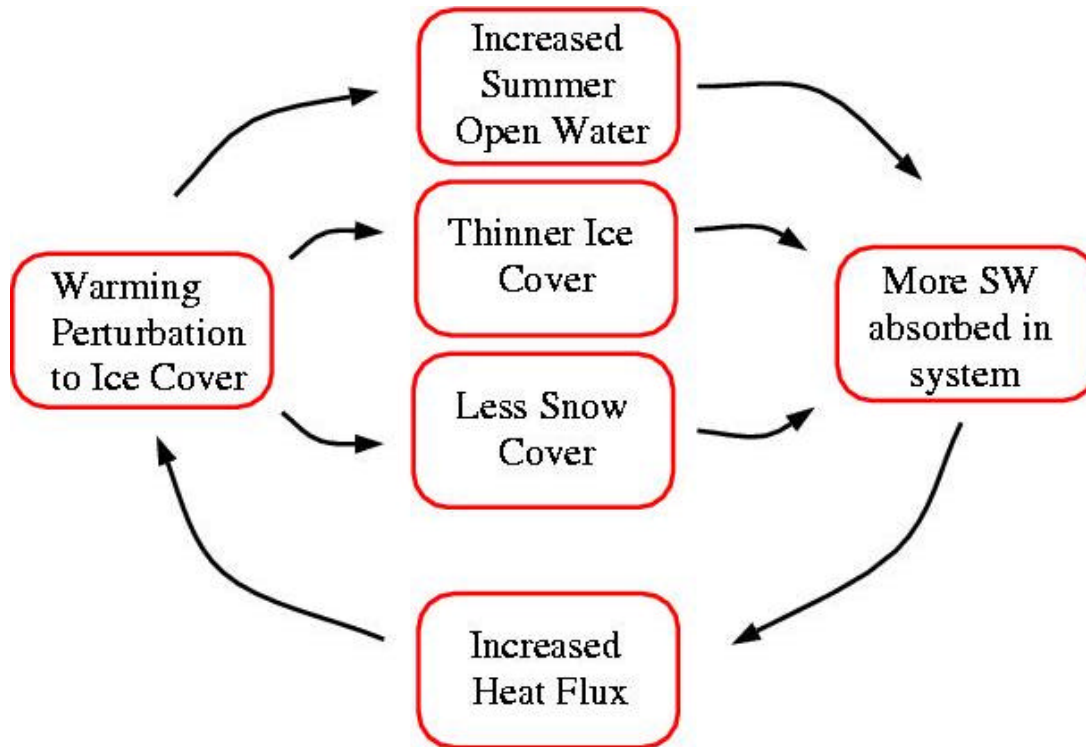 Increased
Summer
Open Water
Thinner Ice
Cover
Warming
Perturbation
to Ice Cover
More SW
absorbed in
system
Less Snow
Cover
Increased
Heat Flux